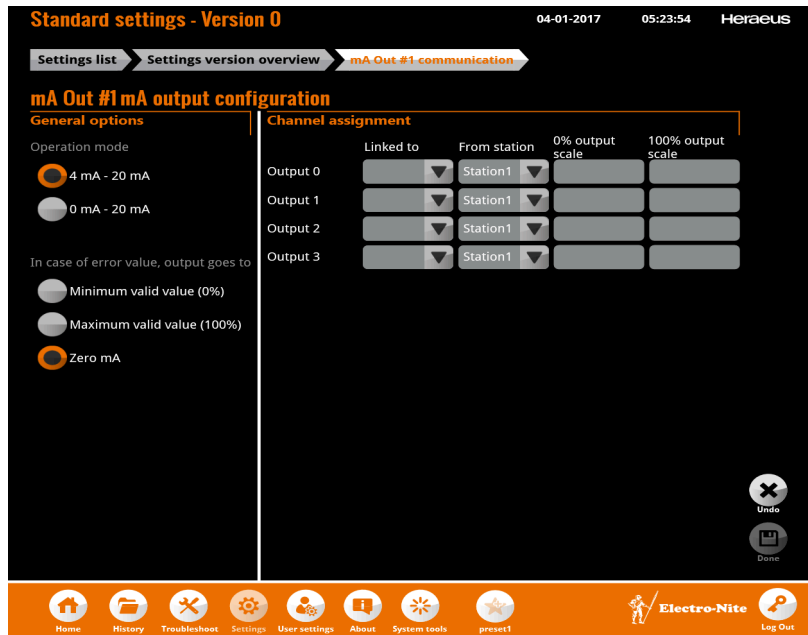 Standard settings - Version 0
04-01-2017
05:23:54
Heraeus
Settings list
Settings version overview
mA Out #1 communication
mA Out #1 mA output configuration
General options
Operation mode
4 mA - 20 mA
0 mA - 20 mA
In case of error value, output goes to
Minimum valid value (0%)
Maximum valid value (100%)
Zero mA
Channel assignment
Linked to
From station
0% output
scale
100% output
scale
Output 0
Station1
Output 1
Station1
Output 2
Station1
Output 3
Station1
Undo
Done
Home
History
Troubleshoot
Settings
User settings
About
System tools
preset1
Electro-Nite
Log Out